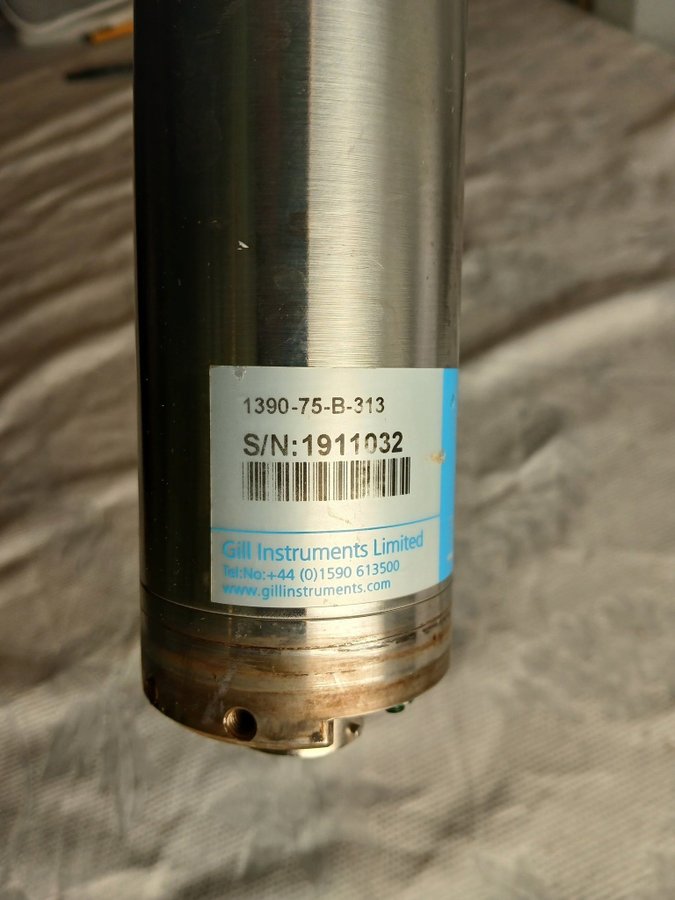 1390-75-B-313
S/N:1911032
Gill Instruments Limited
Tel:No:+44 (0)1590 613500
www.gillinstruments.com